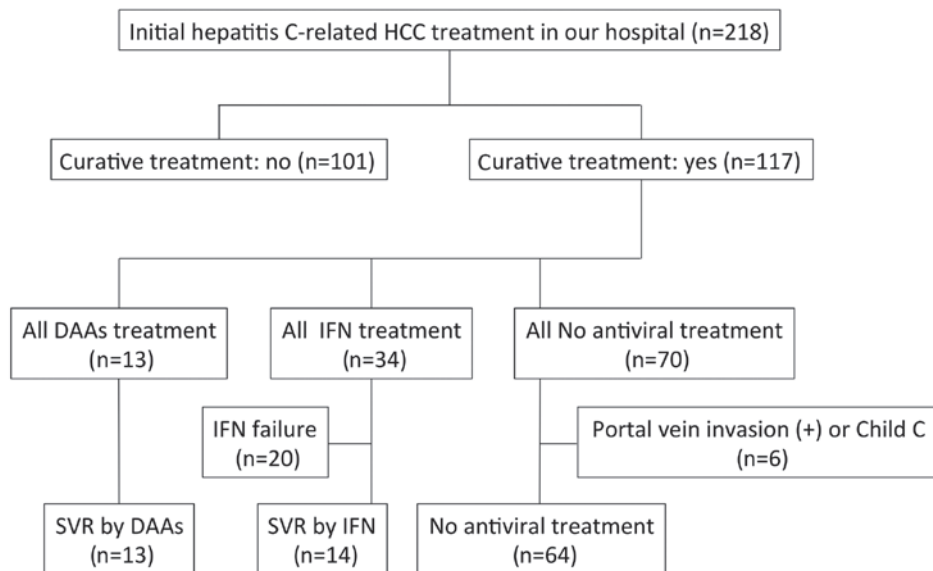 Initial hepatitis C-related HCC treatment in our hospital (n=218)
Curative treatment: no (n=101)
Curative treatment: yes (n=117)
All DAAs treatment
(n=13)
All IFN treatment
(n=34)
All No antiviral treatment
(n=70)
IFN failure
(n=20)
Portal vein invasion (+) or Child C
(n=6)
SVR by DAAs
(n=13)
SVR by IFN
(n=14)
No antiviral treatment
(n=64)